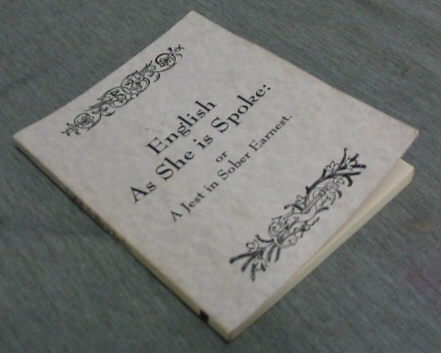 English
As She is Spoke:
or
A Jest in Sober Earnest.